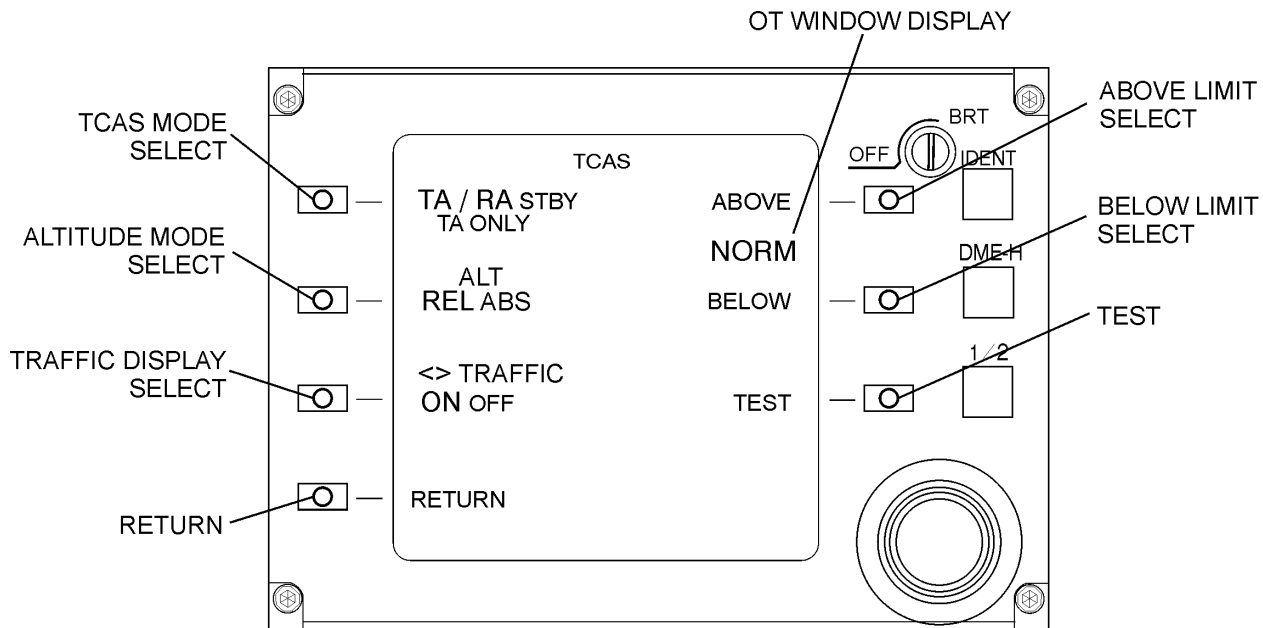 OT WINDOW DISPLAY
ABOVE LIMIT
SELECT
TCAS MODE
SELECT
BRT
OFF
IDENT
TCAS
TA / RA STBY
TA ONLY
ABOVE
BELOW LIMIT
SELECT
ALTITUDE MODE
SELECT
NORM
DME-H
ALT
REL ABS
BELOW
TEST
TRAFFIC DISPLAY
SELECT
<> TRAFFIC
ON OFF
TEST
1/2
RETURN
RETURN